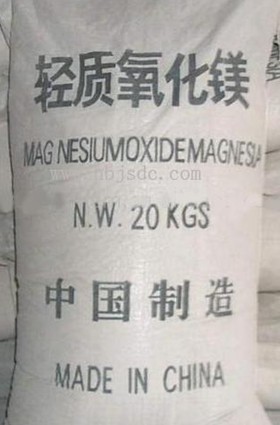 轻质氧化镁
MAG NESIUMOXIDEMAGNESIA
N.W. 20 KGS
中国制造
MADE IN CHINA